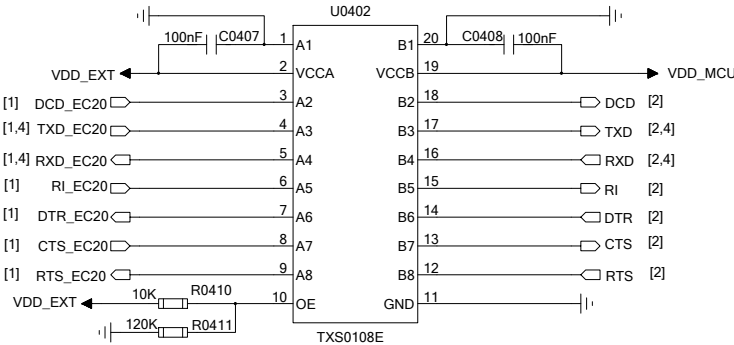 U0402
100nF C0407 1 A1 B1 20 C0408 100nF
VDD_EXT 2 VCCA VCCB 19 VDD_MCU
[1] DCD_EC20 3 A2 B2 18 DCD [2]
[1,4] TXD_EC20 4 A3 B3 17 TXD [2,4]
[1,4] RXD_EC20 5 A4 B4 16 RXD [2,4]
[1] RI_EC20 6 A5 B5 15 RI [2]
[1] DTR_EC20 7 A6 B6 14 DTR [2]
[1] CTS_EC20 8 A7 B7 13 CTS [2]
[1] RTS_EC20 9 A8 B8 12 RTS [2]
VDD_EXT 10K R0410 10 OE GND 11
120K R0411
TXS0108E